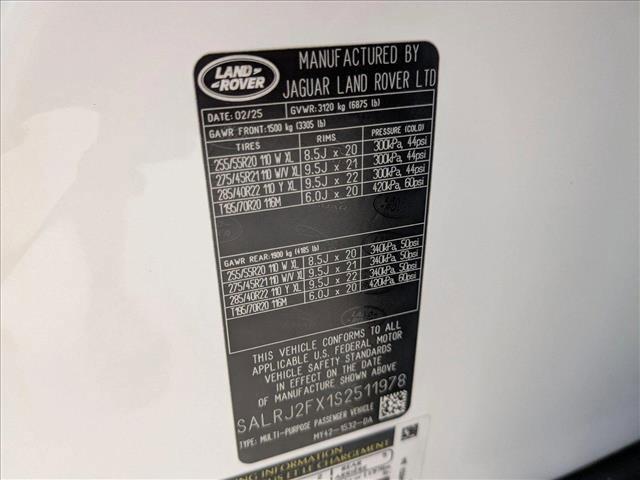 LAND
ROVER
MANUFACTURED BY
JAGUAR LAND ROVER LTD
DATE: 02/25 GVWR: 3120 kg (6875 lb)
GAWR FRONT: 1500 kg (3305 lb)
TIRES RIMS PRESSURE (COLD)
255/55R20 110 W XL 8.5J x 20 300kPa, 44psi
275/45R21 110 W/V XL 9.5J x 21 300kPa, 44psi
285/40R22 110 Y XL 9.5J x 22 300kPa, 44psi
T195/70R20 116M 6.0J x 20 420kPa, 60psi
GAWR REAR: 1900 kg (4185 lb)
255/55R20 110 W XL 8.5J x 20 340kPa, 50psi
275/45R21 110 W/V XL 9.5J x 21 340kPa, 50psi
285/40R22 110 Y XL 9.5J x 22 340kPa, 50psi
T195/70R20 116M 6.0J x 20 420kPa, 60psi
THIS VEHICLE CONFORMS TO ALL
APPLICABLE U.S. FEDERAL MOTOR
VEHICLE SAFETY STANDARDS
IN EFFECT ON THE DATE
OF MANUFACTURE SHOWN ABOVE
SALRJ2FX1S2511978
TYPE: MULTI-PURPOSE PASSENGER VEHICLE
MY42-1532-DA
ING INFORMATION
REAR